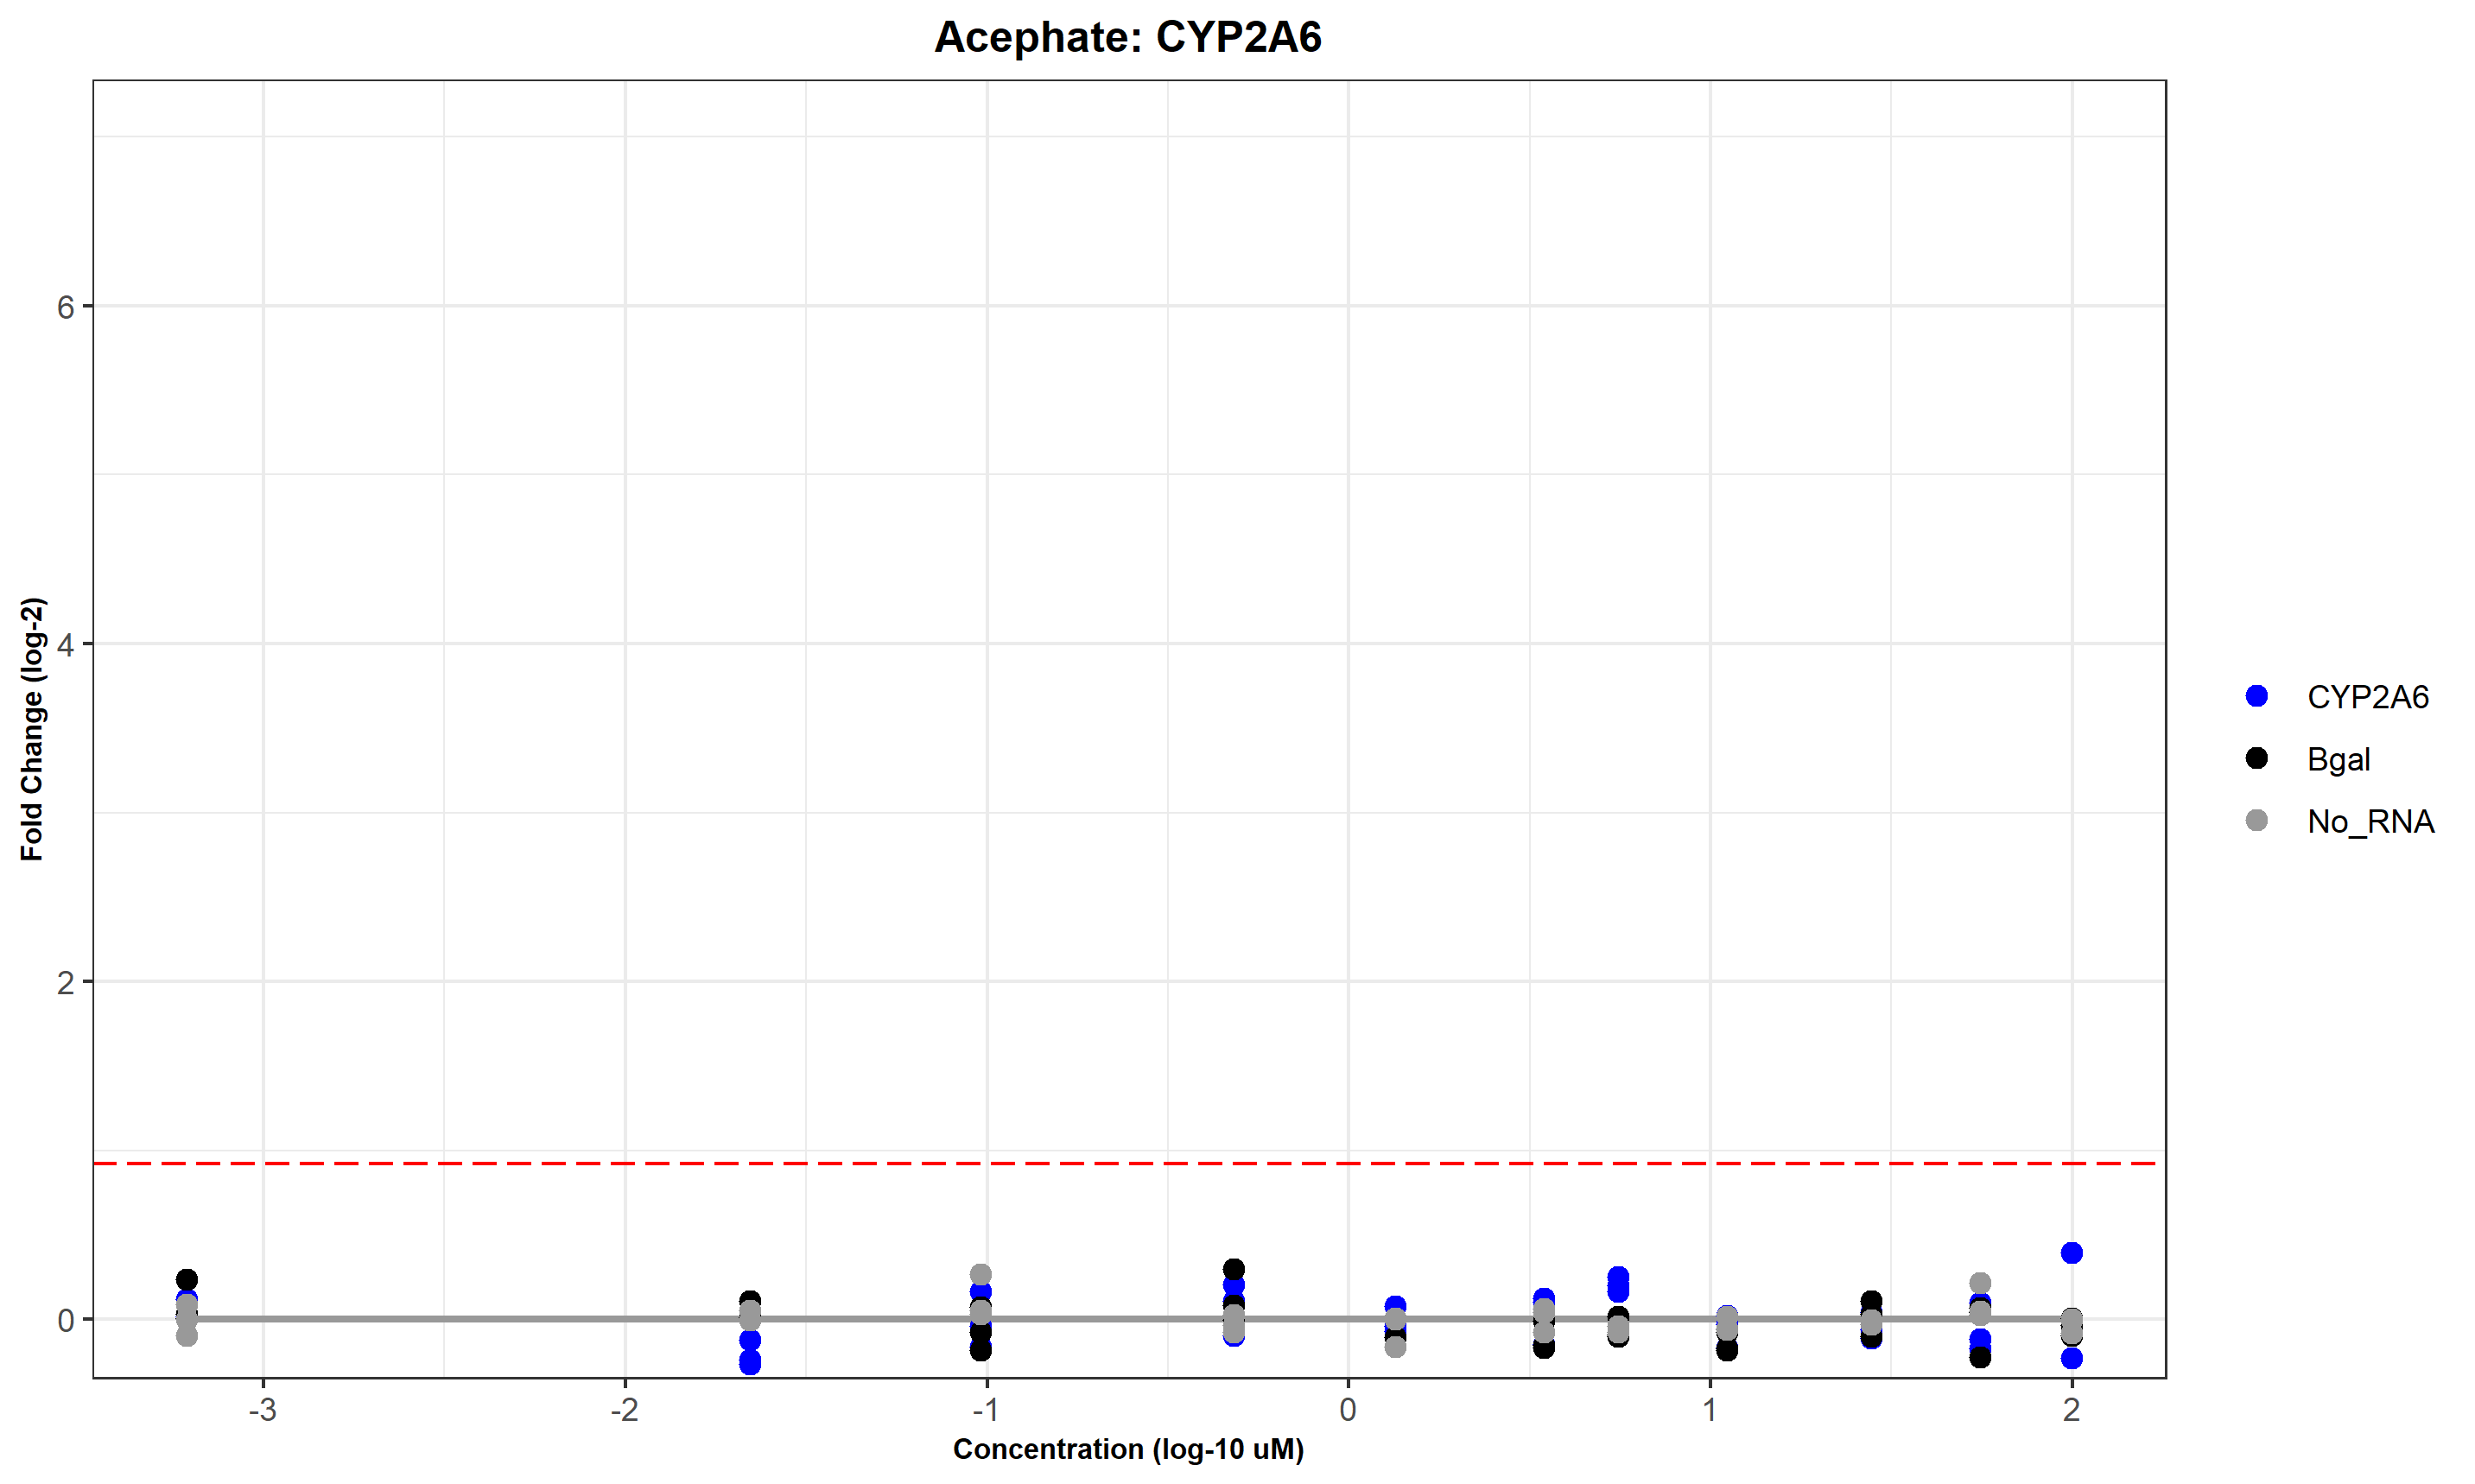 Acephate: CYP2A6
Fold Change (log-2)
6
4
2
0
-3
-2
-1
0
1
2
Concentration (log-10 uM)
CYP2A6
Bgal
No_RNA